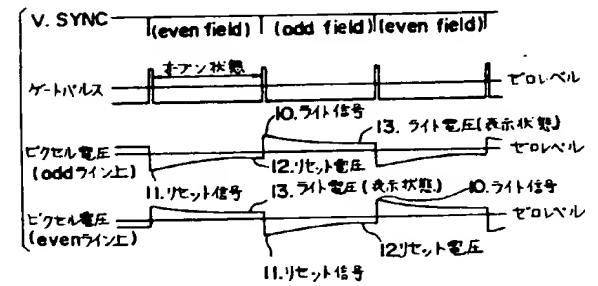 V. SYNC
(even field) (odd field) (even field)
オープン状態
ゲートパルス
ゼロレベル
10.ライト信号
13. ライト電圧(表示状態)
ピクセル電圧
(oddライン上)
ゼロレベル
12.リセット電圧
11.リセット信号
13.ライト電圧(表示状態)
10.ライト信号
ピクセル電圧
(evenライン上)
ゼロレベル
12リセット電圧
11.リセット信号